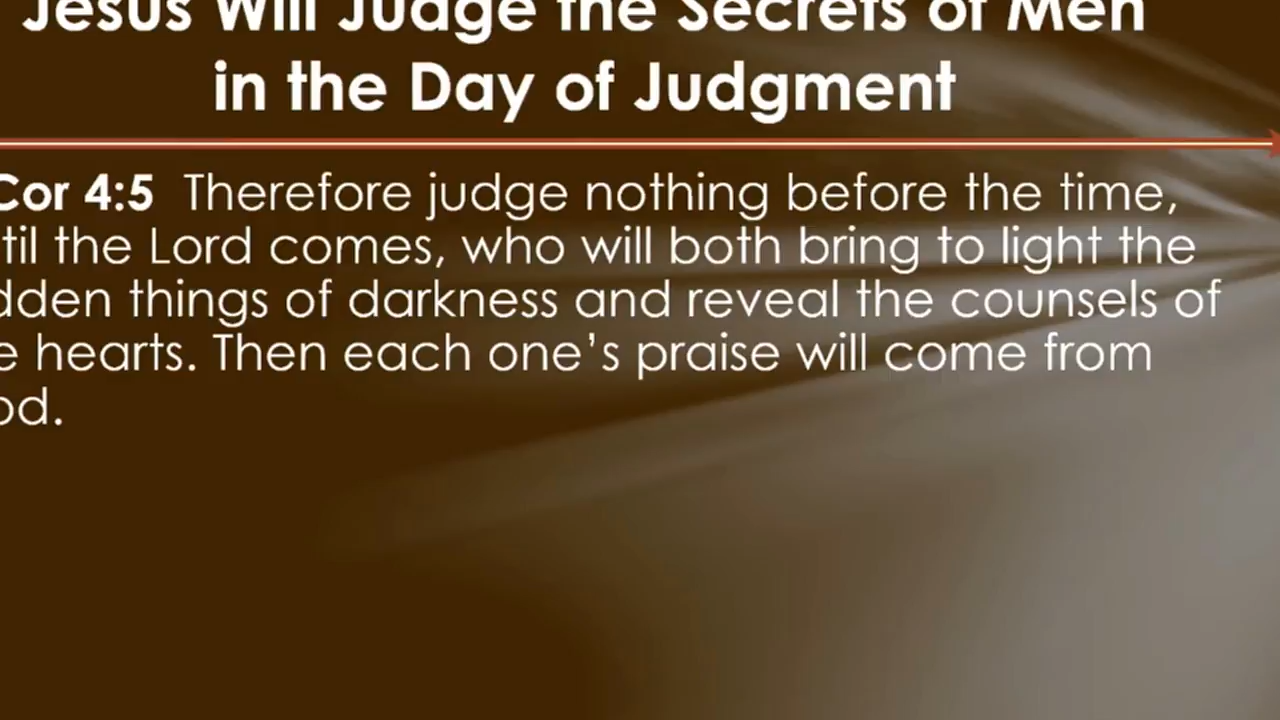 Jesus Will Judge the Secrets of Men
in the Day of Judgment
Cor 4:5 Therefore judge nothing before the time,
til the Lord comes, who will both bring to light the
dden things of darkness and reveal the counsels of
e hearts. Then each one’s praise will come from
od.